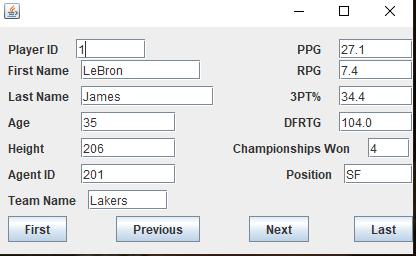 Player ID 1 PPG 27.1
First Name LeBron RPG 7.4
Last Name James 3PT% 34.4
Age 35 DFRTG 104.0
Height 206 Championships Won 4
Agent ID 201 Position SF
Team Name Lakers
First Previous Next Last